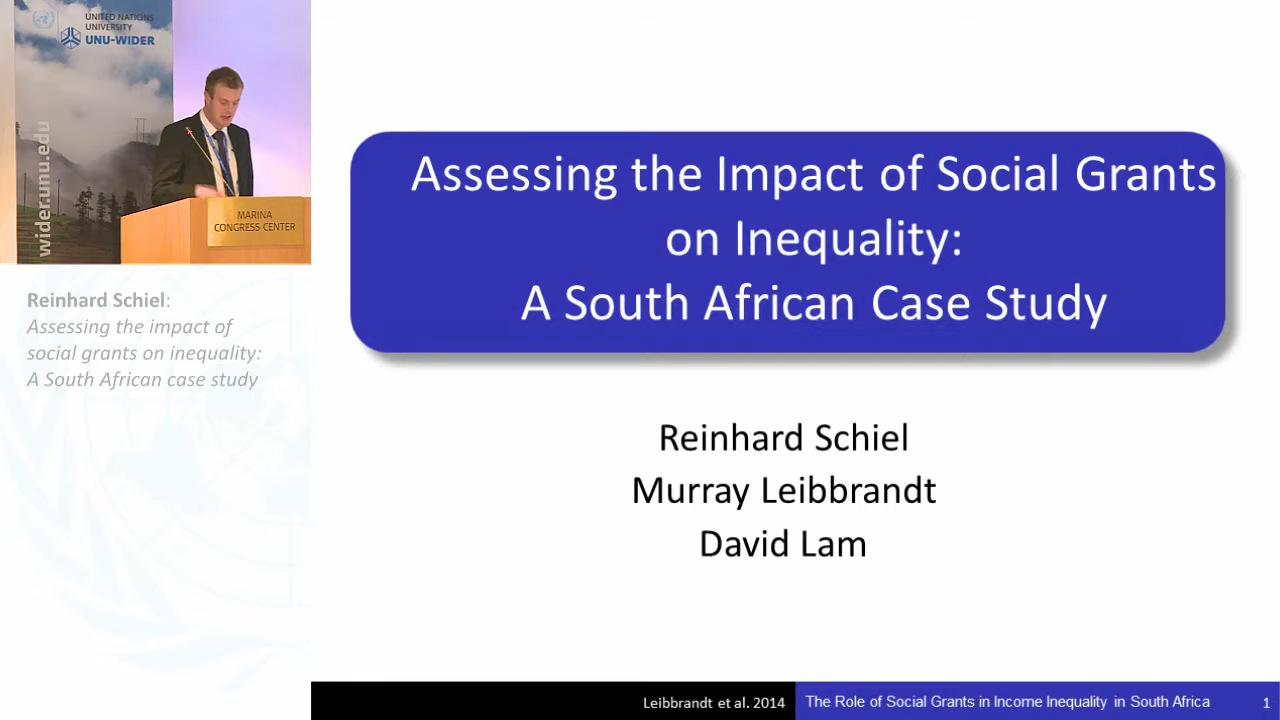 UNITED NATIONS
UNIVERSITY
UNU-WIDER
wider.unu.edu
MARINA
CONGRESS CENTER
Reinhard Schiel:
Assessing the impact of
social grants on inequality:
A South African case study
Assessing the Impact of Social Grants
on Inequality:
A South African Case Study
Reinhard Schiel
Murray Leibbrandt
David Lam
Leibbrandt et al. 2014
The Role of Social Grants in Income Inequality in South Africa
1